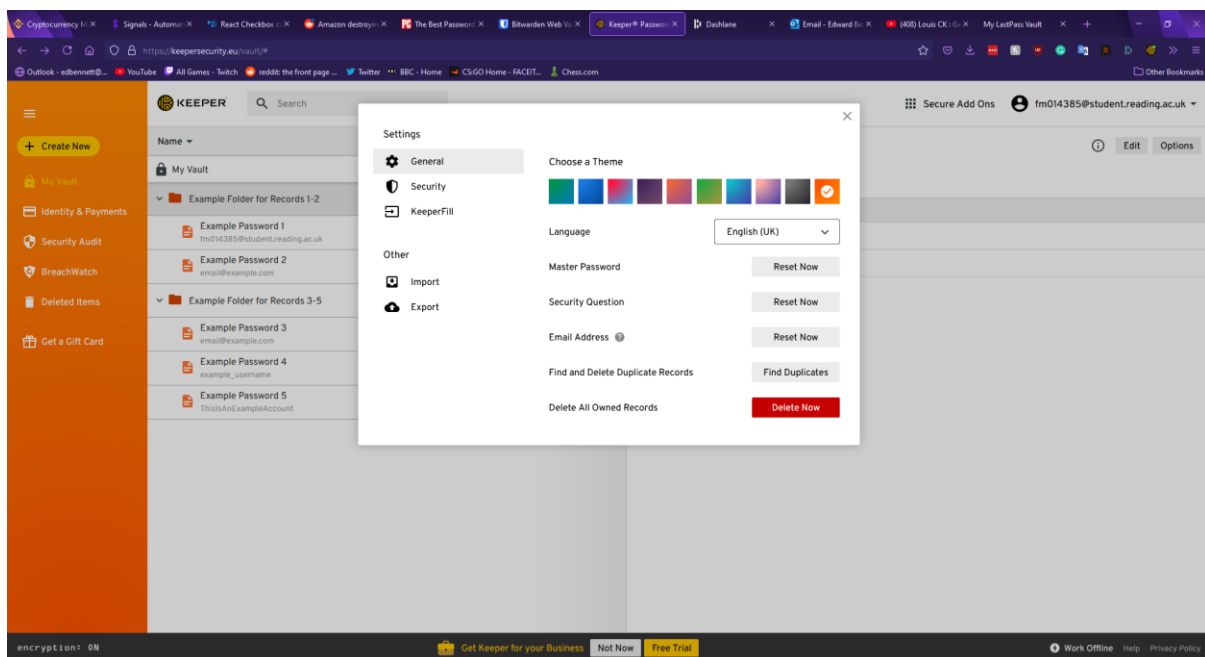 Cryptocurrency M
Signals - Automat
React Checkbox c
Amazon destroyin
The Best Password
Bitwarden Web Va
Keeper® Passwor
Dashlane
Email - Edward Be
(408) Louis CK : G
My LastPass Vault
https://keepersecurity.eu/vault/#
Outlook - edbennett@...
YouTube
All Games - Twitch
reddit: the front page ...
Twitter
BBC - Home
CS:GO Home - FACEIT...
Chess.com
Other Bookmarks
KEEPER
Search
Secure Add Ons
fm014385@student.reading.ac.uk
+ Create New
My Vault
Identity & Payments
Security Audit
BreachWatch
Deleted Items
Get a Gift Card
Name
My Vault
Example Folder for Records 1-2
Example Password 1
fm014385@student.reading.ac.uk
Example Password 2
email@example.com
Example Folder for Records 3-5
Example Password 3
email@example.com
Example Password 4
example_username
Example Password 5
ThisIsAnExampleAccount
Edit
Options
Settings
General
Security
KeeperFill
Other
Import
Export
Choose a Theme
Language
English (UK)
Master Password
Reset Now
Security Question
Reset Now
Email Address
Reset Now
Find and Delete Duplicate Records
Find Duplicates
Delete All Owned Records
Delete Now
encryption: ON
Get Keeper for your Business
Not Now
Free Trial
Work Offline
Help
Privacy Policy